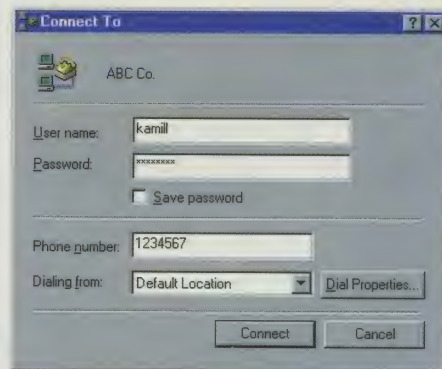 Connect To
ABC Co.
User name: kamill
Password: xxxxxxxx
Save password
Phone number: 1234567
Dialing from: Default Location Dial Properties...
Connect Cancel